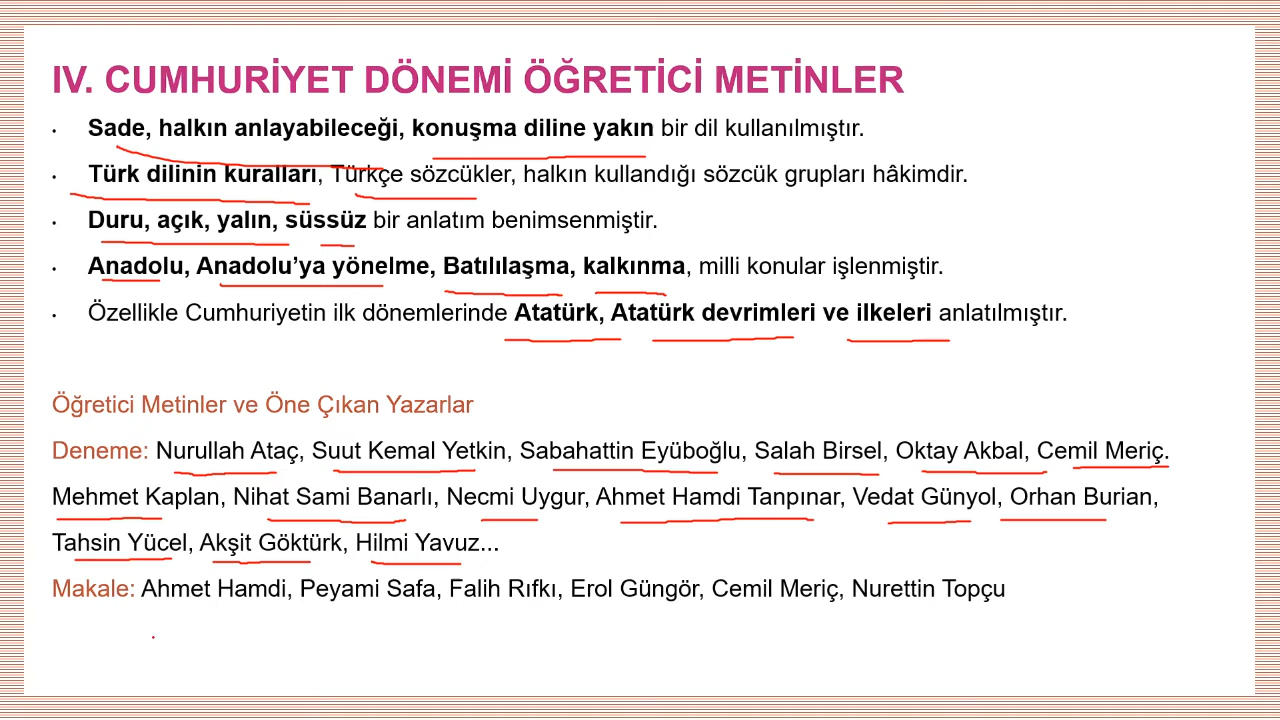 IV. CUMHURİYET DÖNEMİ ÖĞRETİCİ METİNLER
• Sade, halkın anlayabileceği, konuşma diline yakın bir dil kullanılmıştır.
• Türk dilinin kuralları, Türkçe sözcükler, halkın kullandığı sözcük grupları hâkimdir.
• Duru, açık, yalın, süssüz bir anlatım benimsenmiştir.
• Anadolu, Anadolu’ya yönelme, Batılılaşma, kalkınma, milli konular işlenmiştir.
• Özellikle Cumhuriyetin ilk dönemlerinde Atatürk, Atatürk devrimleri ve ilkeleri anlatılmıştır.
Öğretici Metinler ve Öne Çıkan Yazarlar
Deneme: Nurullah Ataç, Suut Kemal Yetkin, Sabahattin Eyüboğlu, Salah Birsel, Oktay Akbal, Cemil Meriç.
Mehmet Kaplan, Nihat Sami Banarlı, Necmi Uygur, Ahmet Hamdi Tanpınar, Vedat Günyol, Orhan Burian,
Tahsin Yücel, Akşit Göktürk, Hilmi Yavuz...
Makale: Ahmet Hamdi, Peyami Safa, Falih Rıfkı, Erol Güngör, Cemil Meriç, Nurettin Topçu